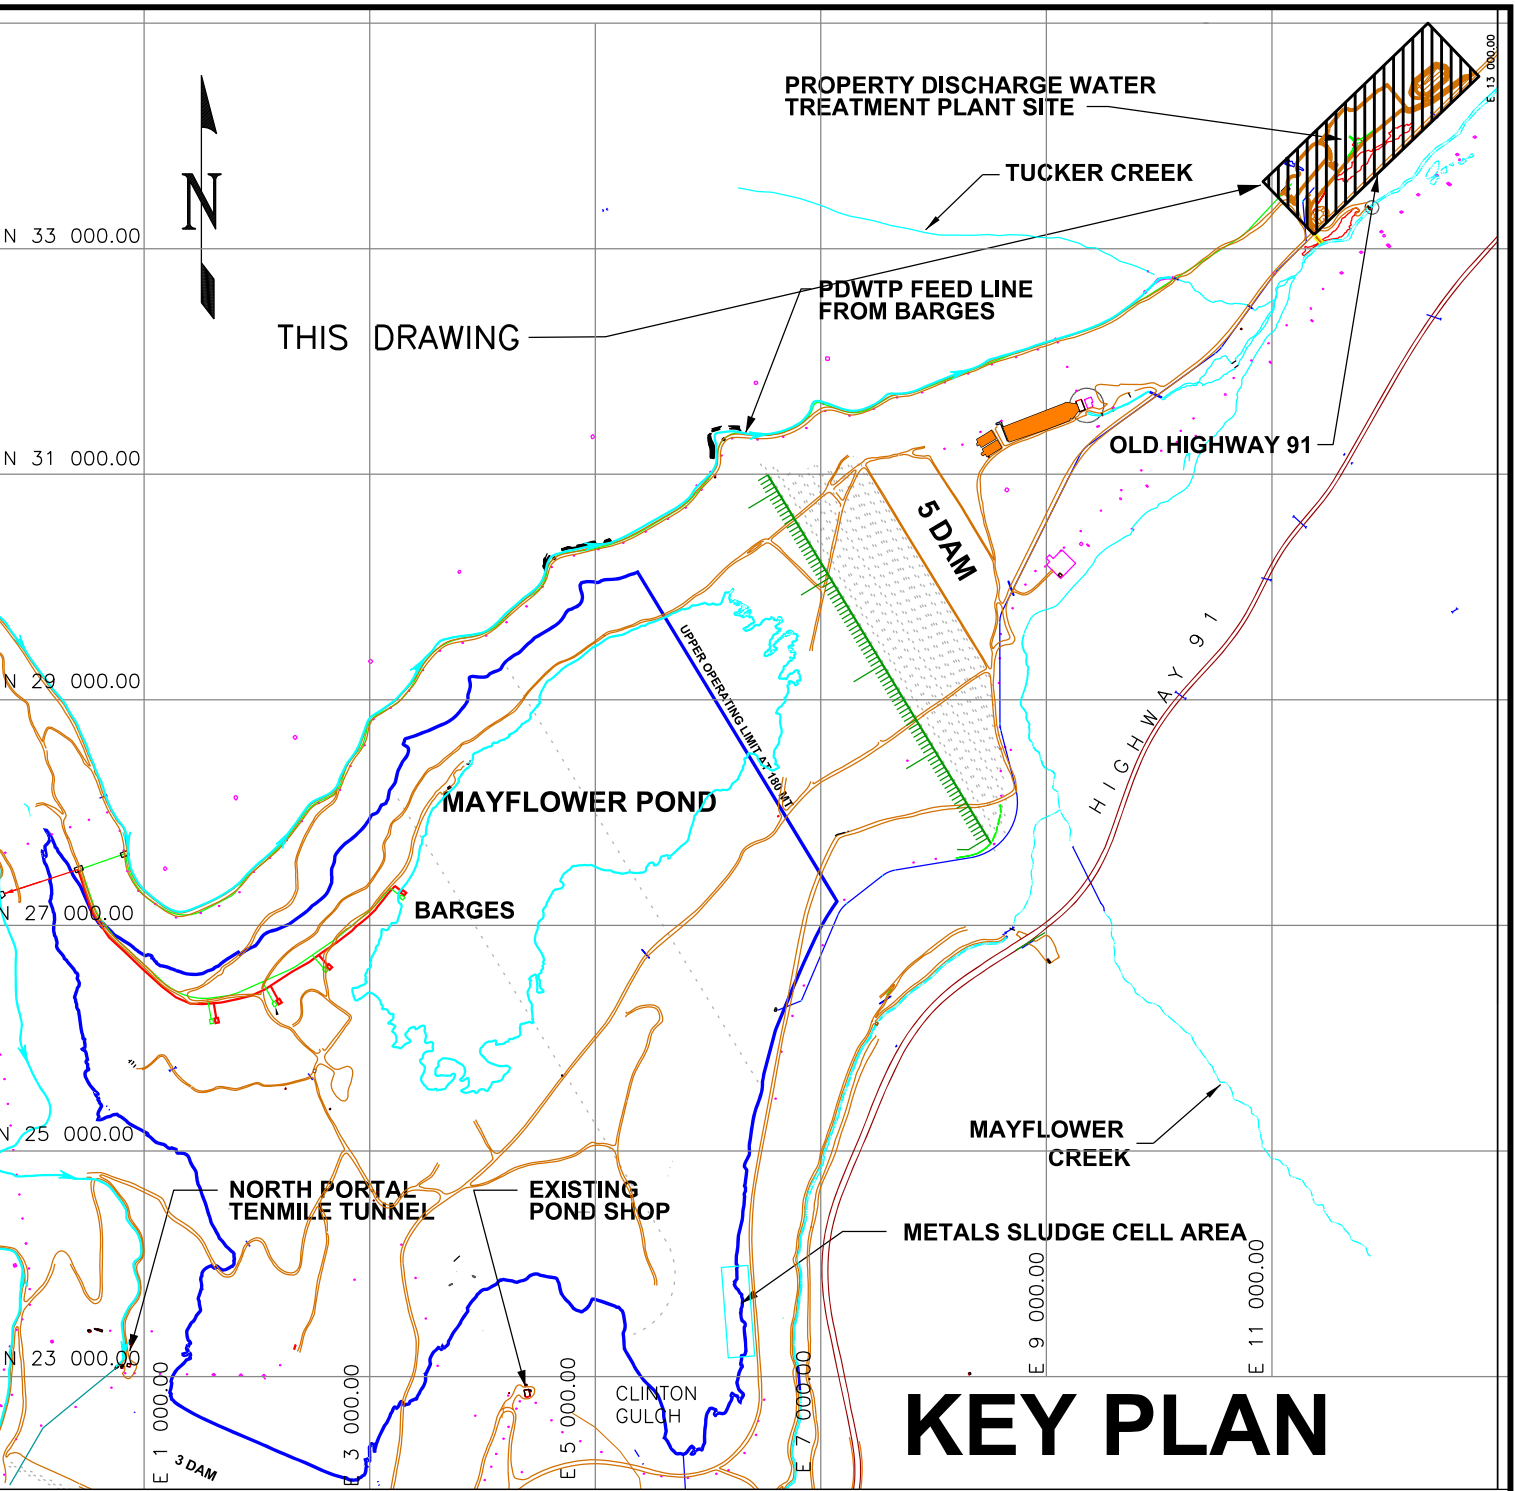 E 13 000.00
PROPERTY DISCHARGE WATER
TREATMENT PLANT SITE
TUCKER CREEK
N
N 33 000.00
PDWTP FEED LINE
FROM BARGES
THIS DRAWING
OLD HIGHWAY 91
N 31 000.00
5 DAM
UPPER OPERATING LIMIT AT 180 MT
HIGHWAY 91
N 29 000.00
MAYFLOWER POND
BARGES
N 27 000.00
MAYFLOWER
CREEK
N 25 000.00
NORTH PORTAL
TENMILE TUNNEL
EXISTING
POND SHOP
METALS SLUDGE CELL AREA
N 23 000.00
E 1 000.00
E 3 000.00
E 5 000.00
E 7 000.00
E 9 000.00
E 11 000.00
CLINTON
GULCH
3 DAM
KEY PLAN